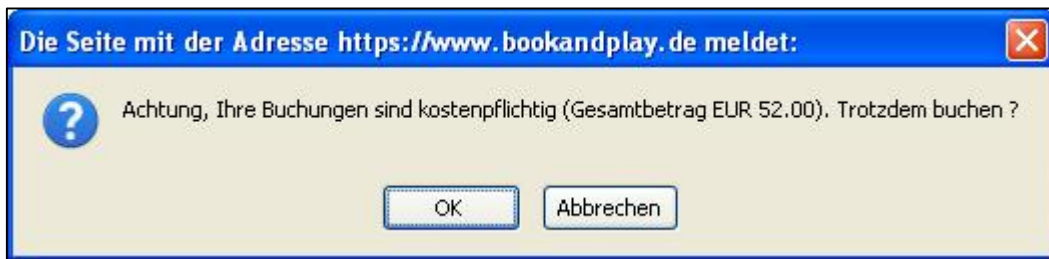 Die Seite mit der Adresse https://www.bookandplay.de meldet:
Achtung, Ihre Buchungen sind kostenpflichtig (Gesamtbetrag EUR 52.00). Trotzdem buchen ?
OK Abbrechen